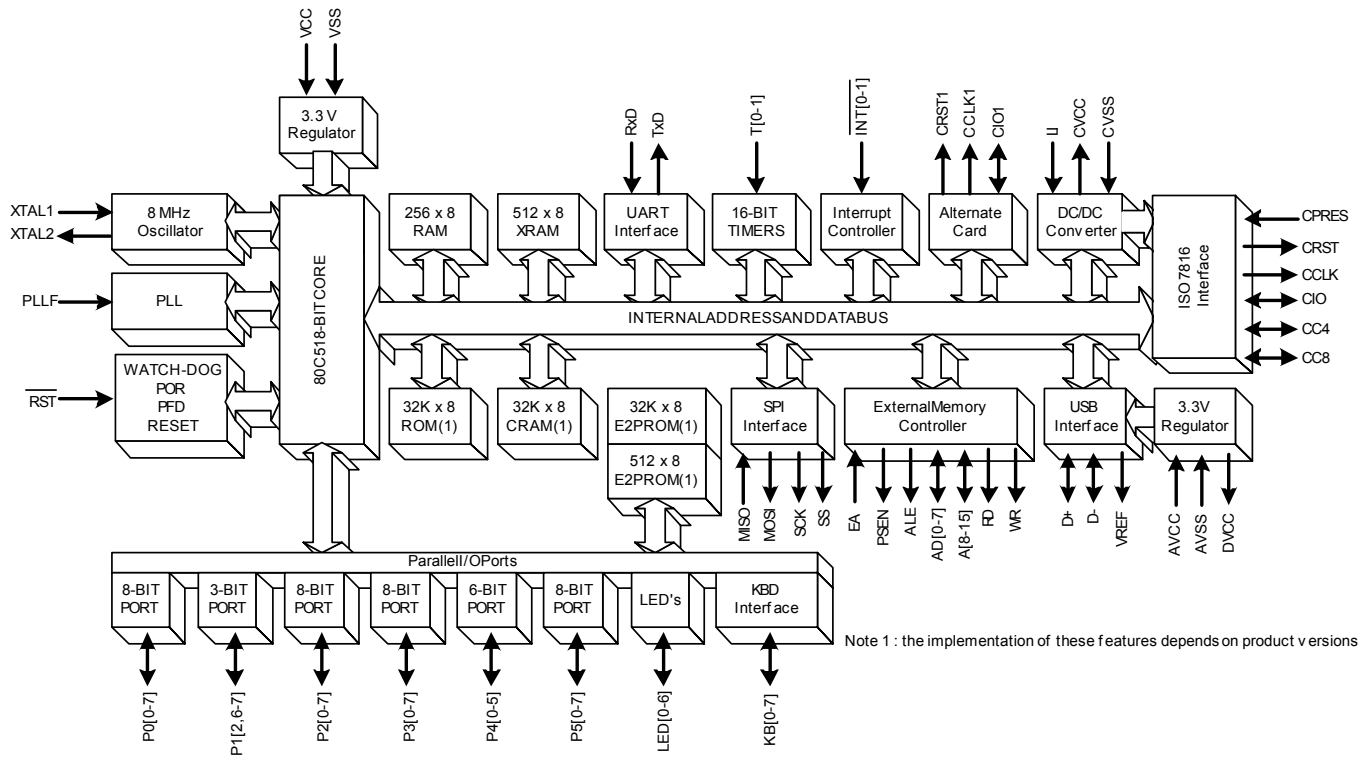 VCC
VSS
3.3 V
Regulator
RxD
TxD
T[0-1]
INT[0-1]
CRST1
CCLK1
CIO1
LI
CVCC
CVSS
XTAL1
XTAL2
8 MHz
Oscillator
256 x 8
RAM
512 x 8
XRAM
UART
Interface
16-BIT
TIMERS
Interrupt
Controller
Alternate
Card
DC/DC
Converter
ISO7816
Interface
CPRES
CRST
CCLK
CIO
CC4
CC8
PLLF
PLL
80C518-BITCORE
INTERNALADDRESSANDDATABUS
RST
WATCH-DOG
POR
PFD
RESET
32K x 8
ROM(1)
32K x 8
CRAM(1)
32K x 8
E2PROM(1)
512 x 8
E2PROM(1)
SPI
Interface
ExternalMemory
Controller
USB
Interface
3.3V
Regulator
MISO
MOSI
SCK
SS
EA
PSEN
ALE
AD[0-7]
A[8-15]
RD
WR
D+
D-
VREF
AVCC
AVSS
DVCC
ParallelI/OPorts
8-BIT
PORT
3-BIT
PORT
8-BIT
PORT
8-BIT
PORT
6-BIT
PORT
8-BIT
PORT
LED's
KBD
Interface
Note 1 : the implementation of these features depends on product versions
P0[0-7]
P1[2,6-7]
P2[0-7]
P3[0-7]
P4[0-5]
P5[0-7]
LED[0-6]
KB[0-7]